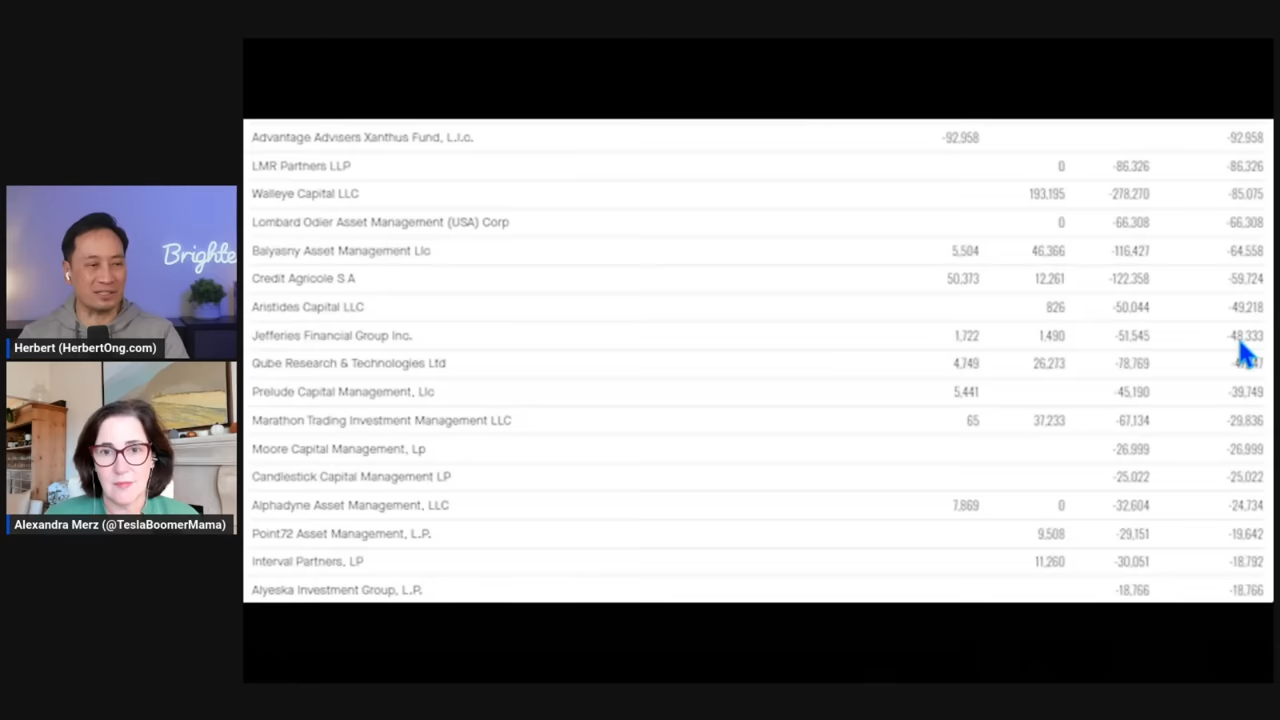 Advantage Advisers Xanthus Fund, L.l.c. -92,958 -92,958
LMR Partners LLP 0 -86,326 -86,326
Walleye Capital LLC 193,195 -278,270 -85,075
Lombard Odier Asset Management (USA) Corp 0 -66,308 -66,308
Balyasny Asset Management Llc 5,504 46,366 -116,427 -64,558
Credit Agricole S A 50,373 12,261 -122,358 -59,724
Aristides Capital LLC 826 -50,044 -49,218
Jefferies Financial Group Inc. 1,722 1,490 -51,545 -48,333
Qube Research & Technologies Ltd 4,749 26,273 -78,769
Prelude Capital Management, Llc 5,441 -45,190 -39,749
Marathon Trading Investment Management LLC 65 37,233 -67,134 -29,836
Moore Capital Management, Lp -26,999 -26,999
Candlestick Capital Management LP -25,022 -25,022
Alphadyne Asset Management, LLC 7,869 0 -32,604 -24,734
Point72 Asset Management, L.P. 9,508 -29,151 -19,642
Interval Partners, LP 11,260 -30,051 -18,792
Alyeska Investment Group, L.P. -18,766 -18,766
Brighte
Herbert (HerbertOng.com)
Alexandra Merz (@TeslaBoomerMama)